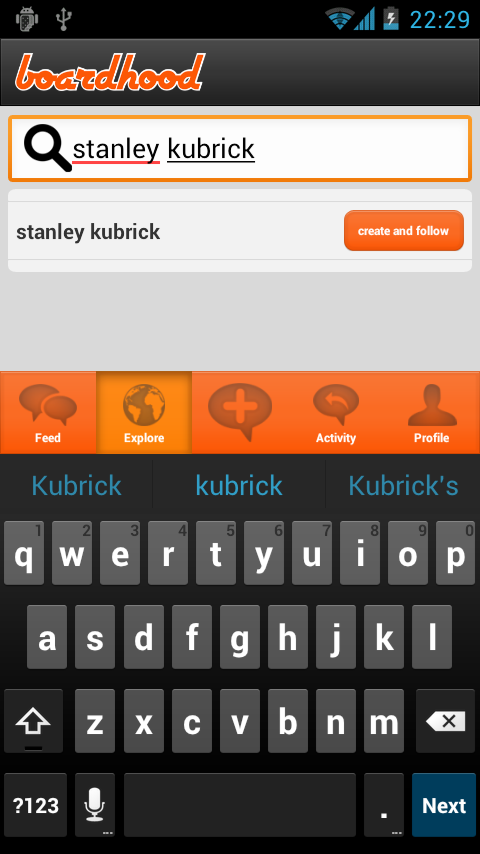 22:29
boardhood
stanley kubrick
stanley kubrick create and follow
Feed Explore Activity Profile
Kubrick kubrick Kubrick's
1 2 3 4 5 6 7 8 9 0
q w e r t y u i o p
a s d f g h j k l
z x c v b n m
?123 ... . ... Next